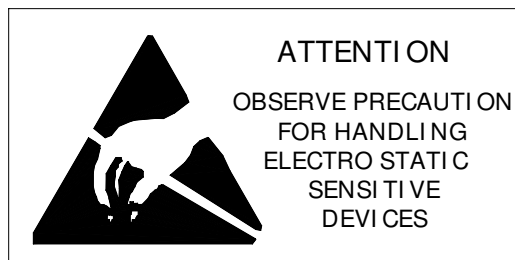 ATTENTION
OBSERVE PRECAUTION
FOR HANDLING
ELECTRO STATIC
SENSITIVE
DEVICES